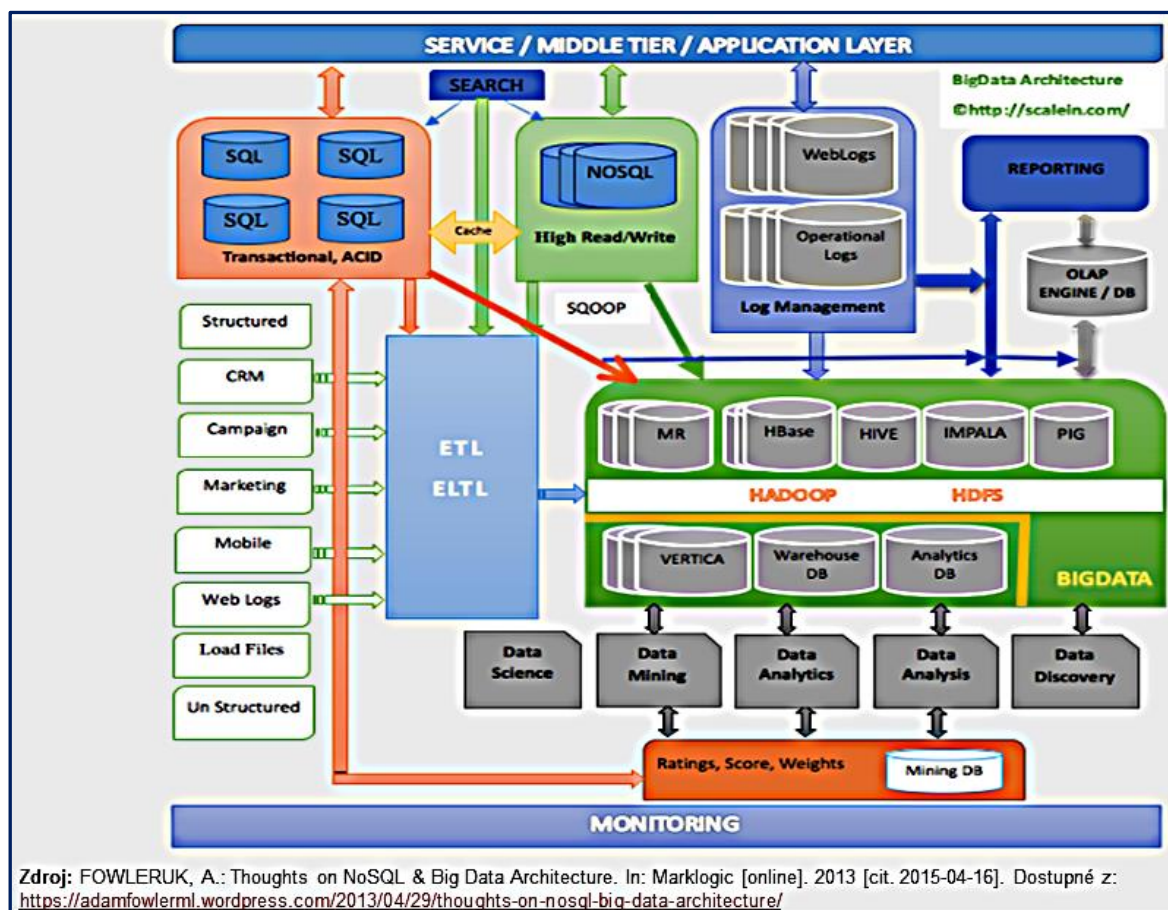 SERVICE / MIDDLE TIER / APPLICATION LAYER
SEARCH
BigData Architecture
©http://scalein.com/
SQL
SQL
SQL
SQL
Transactional, ACID
Cache
NOSQL
High Read/Write
WebLogs
Operational
Logs
Log Management
REPORTING
OLAP
ENGINE / DB
SQOOP
Structured
CRM
Campaign
Marketing
Mobile
Web Logs
Load Files
Un Structured
ETL
ELTL
MR
HBase
HIVE
IMPALA
PIG
HADOOP
HDFS
VERTICA
Warehouse
DB
Analytics
DB
BIGDATA
Data
Science
Data
Mining
Data
Analytics
Data
Analysis
Data
Discovery
Ratings, Score, Weights
Mining DB
MONITORING
Zdroj: FOWLERUK, A.: Thoughts on NoSQL & Big Data Architecture. In: Marklogic [online]. 2013 [cit. 2015-04-16]. Dostupné z:
https://adamfowlerml.wordpress.com/2013/04/29/thoughts-on-nosql-big-data-architecture/